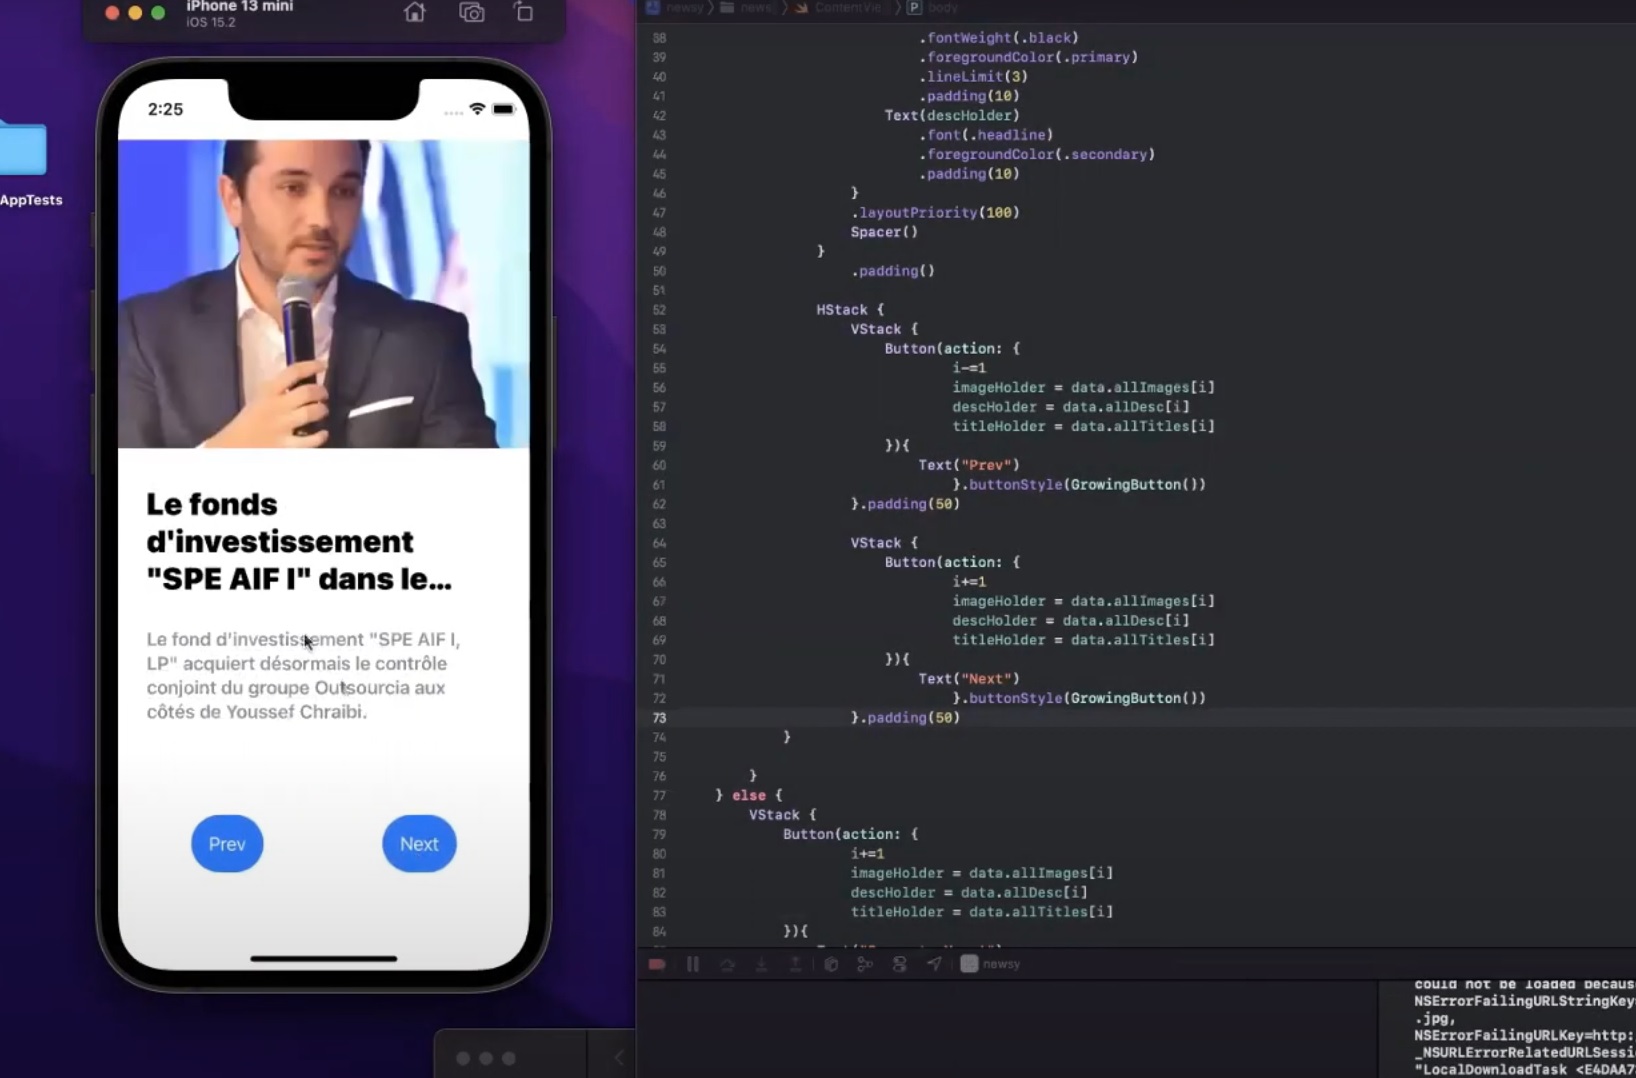 iPhone 13 mini
iOS 15.2
AppTests
2:25
Le fonds
d'investissement
"SPE AIF I" dans le...
Le fond d'investissement "SPE AIF I,
LP" acquiert désormais le contrôle
conjoint du groupe Outsourcia aux
côtés de Youssef Chraibi.
Prev
Next
newsy
news
ContentVie
body
38 .fontWeight(.black)
39 .foregroundColor(.primary)
40 .lineLimit(3)
41 .padding(10)
42 Text(descHolder)
43 .font(.headline)
44 .foregroundColor(.secondary)
45 .padding(10)
46 }
47 .layoutPriority(100)
48 Spacer()
49 }
50 .padding()
51
52 HStack {
53 VStack {
54 Button(action: {
55 i-=1
56 imageHolder = data.allImages[i]
57 descHolder = data.allDesc[i]
58 titleHolder = data.allTitles[i]
59 }){
60 Text("Prev")
61 }.buttonStyle(GrowingButton())
62 }.padding(50)
63
64 VStack {
65 Button(action: {
66 i+=1
67 imageHolder = data.allImages[i]
68 descHolder = data.allDesc[i]
69 titleHolder = data.allTitles[i]
70 }){
71 Text("Next")
72 }.buttonStyle(GrowingButton())
73 }.padding(50)
74 }
75
76 }
77 } else {
78 VStack {
79 Button(action: {
80 i+=1
81 imageHolder = data.allImages[i]
82 descHolder = data.allDesc[i]
83 titleHolder = data.allTitles[i]
84 }){
newsy
could not be loaded becaus
NSErrorFailingURLStringKey
.jpg,
NSErrorFailingURLKey=http:
_NSURLErrorRelatedURLSessi
"LocalDownloadTask <E4DAA7